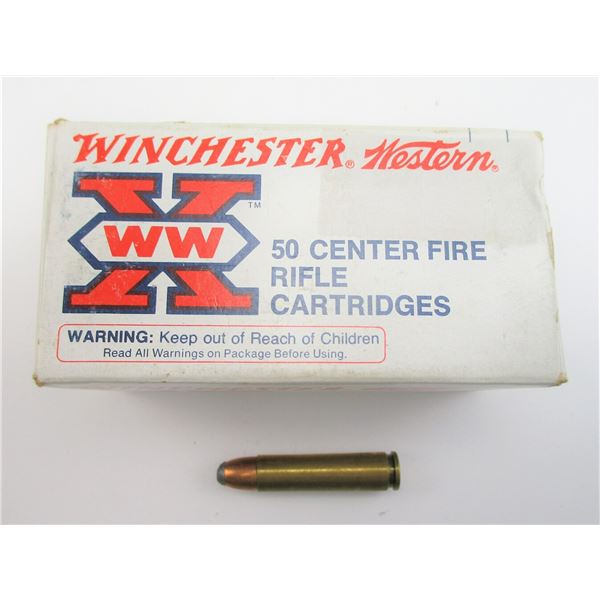 WINCHESTER® Western®
WW ™
50 CENTER FIRE
RIFLE
CARTRIDGES
WARNING: Keep out of Reach of Children
Read All Warnings on Package Before Using.